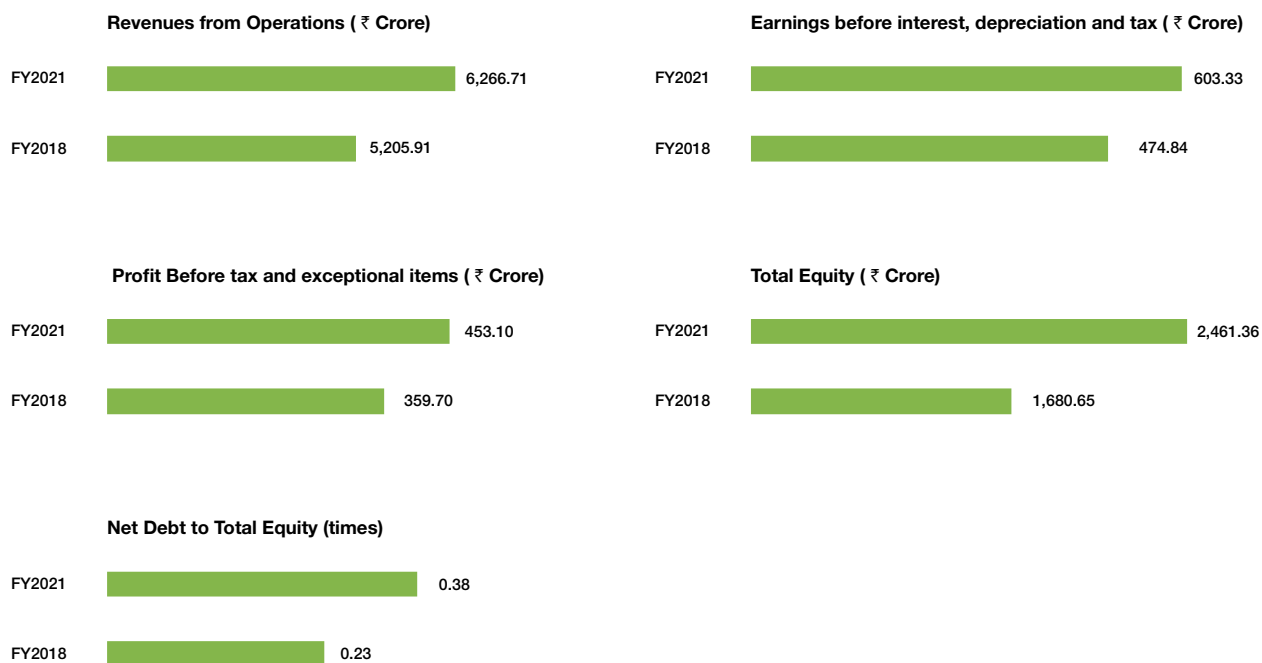 Revenues from Operations ( ₹ Crore)
FY2021 6,266.71
FY2018 5,205.91
Earnings before interest, depreciation and tax ( ₹ Crore)
FY2021 603.33
FY2018 474.84
Profit Before tax and exceptional items ( ₹ Crore)
FY2021 453.10
FY2018 359.70
Total Equity ( ₹ Crore)
FY2021 2,461.36
FY2018 1,680.65
Net Debt to Total Equity (times)
FY2021 0.38
FY2018 0.23